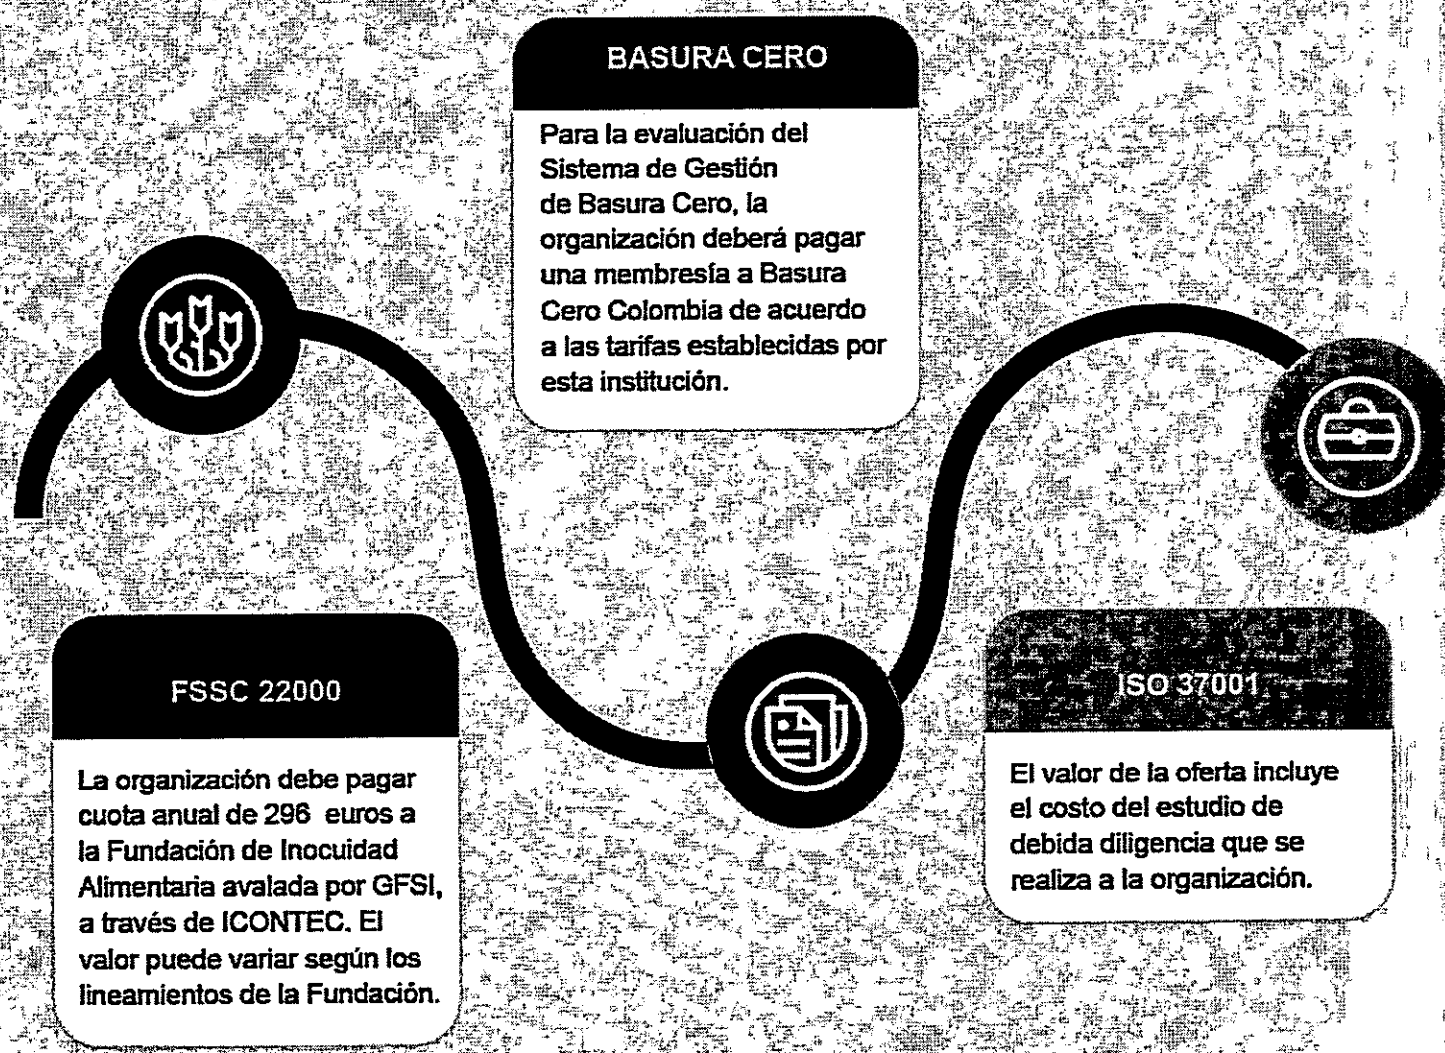 BASURA CERO
Para la evaluación del
Sistema de Gestión
de Basura Cero, la
organización deberá pagar
una membresía a Basura
Cero Colombia de acuerdo
a las tarifas establecidas por
esta institución.
FSSC 22000
La organización debe pagar
cuota anual de 296 euros a
la Fundación de Inocuidad
Alimentaria avalada por GFSI,
a través de ICONTEC. El
valor puede variar según los
lineamientos de la Fundación.
ISO 37001
El valor de la oferta incluye
el costo del estudio de
debida diligencia que se
realiza a la organización.